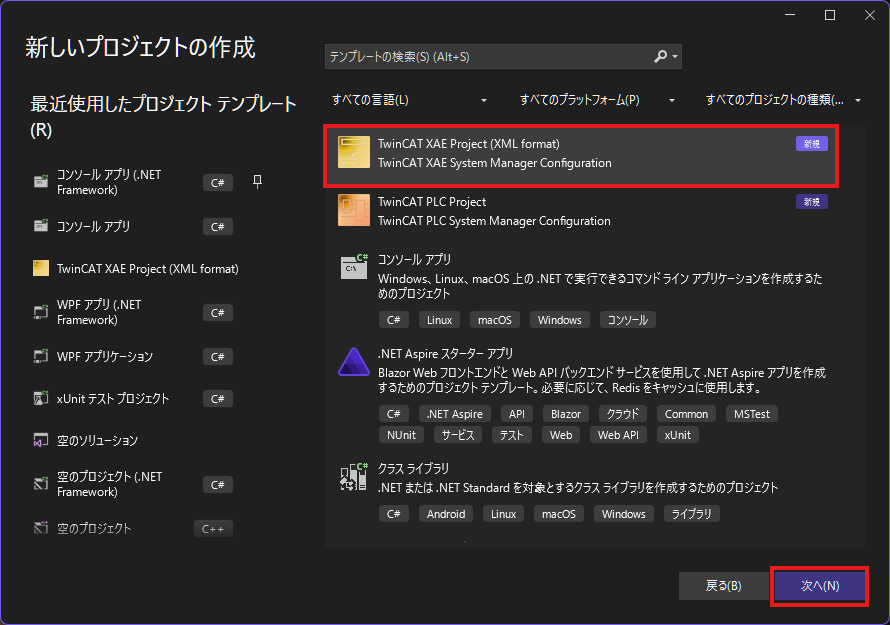 新しいプロジェクトの作成
テンプレートの検索(S) (Alt+S)
最近使用したプロジェクト テンプレート
(R)
コンソール アプリ (.NET
Framework)
C#
コンソール アプリ
C#
TwinCAT XAE Project (XML format)
WPF アプリ (.NET
Framework)
C#
WPF アプリケーション
C#
xUnit テスト プロジェクト
C#
空のソリューション
空のプロジェクト (.NET
Framework)
C#
空のプロジェクト
C++
すべての言語(L)
すべてのプラットフォーム(P)
すべてのプロジェクトの種類(...
TwinCAT XAE Project (XML format)
新規
TwinCAT XAE System Manager Configuration
TwinCAT PLC Project
新規
TwinCAT PLC System Manager Configuration
コンソール アプリ
Windows、Linux、macOS 上の .NET で実行できるコマンド ライン アプリケーションを作成するた
めのプロジェクト
C# Linux macOS Windows コンソール
.NET Aspire スターター アプリ
Blazor Web フロントエンドと Web API バックエンド サービスを使用して .NET Aspire アプリを作成
するためのプロジェクト テンプレート。必要に応じて、Redis をキャッシュに使用します。
C# .NET Aspire API Blazor クラウド Common MSTest
NUnit サービス テスト Web Web API xUnit
クラス ライブラリ
.NET または .NET Standard を対象とするクラス ライブラリを作成するためのプロジェクト
C# Android Linux macOS Windows ライブラリ
戻る(B)
次へ(N)